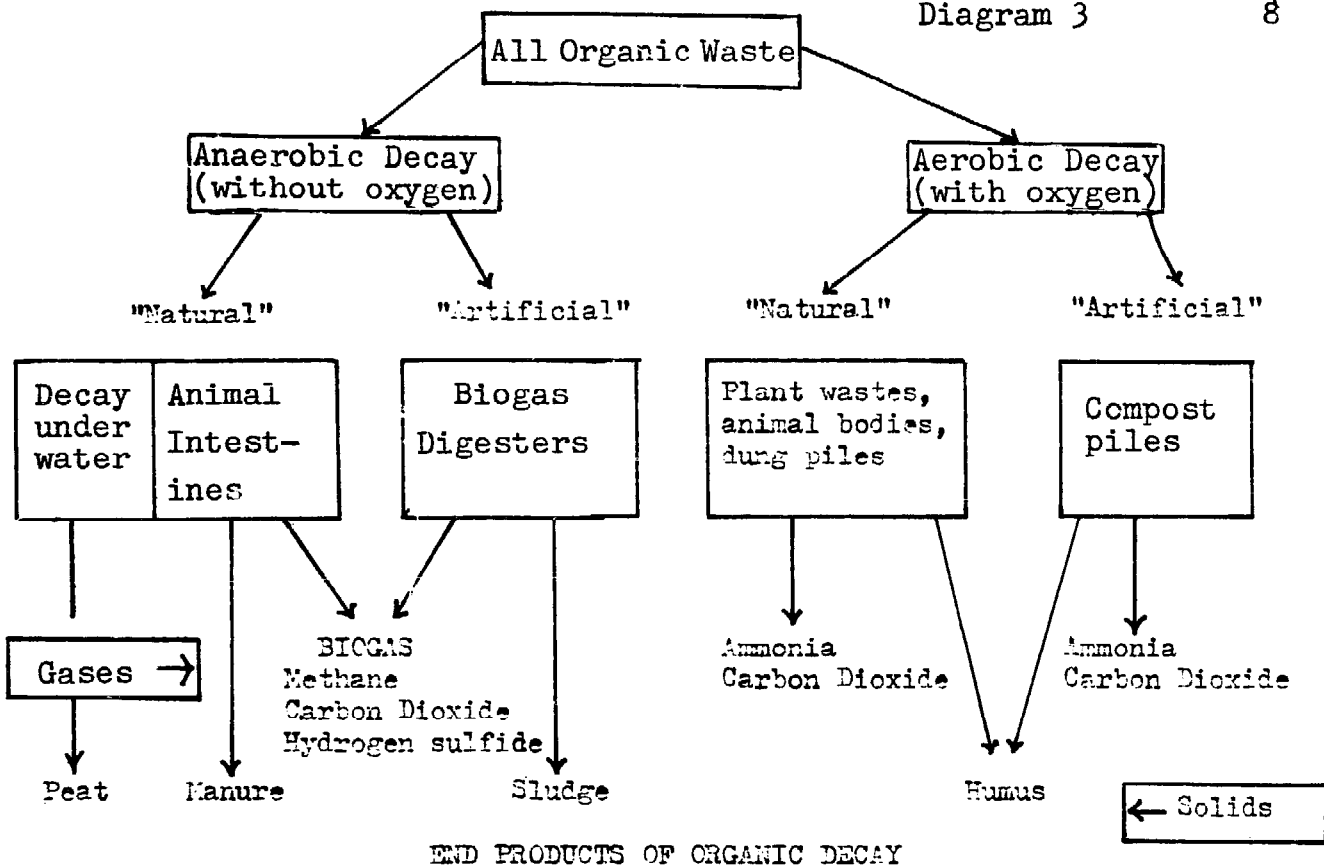 Diagram 3 8
All Organic Waste
Anaerobic Decay
(without oxygen)
Aerobic Decay
(with oxygen)
"Natural"
"Artificial"
"Natural"
"Artificial"
Decay
under
water
Animal
Intest-
ines
Biogas
Digesters
Plant wastes,
animal bodies,
dung piles
Compost
piles
Gases →
BIOGAS
Methane
Carbon Dioxide
Hydrogen sulfide
Ammonia
Carbon Dioxide
Ammonia
Carbon Dioxide
Peat
Manure
Sludge
Humus
← Solids
END PRODUCTS OF ORGANIC DECAY